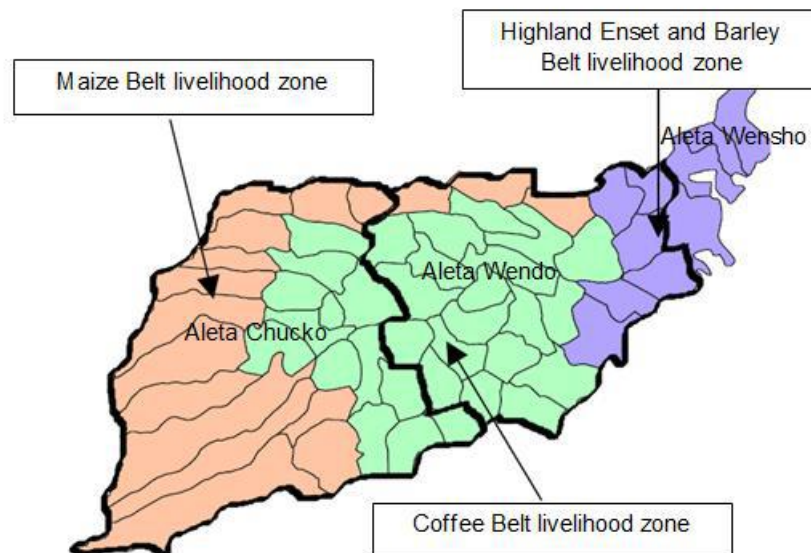 Highland Enset and Barley
Belt livelihood zone
Maize Belt livelihood zone
Aleta Wensho
Aleta Wendo
Aleta Chucko
Coffee Belt livelihood zone